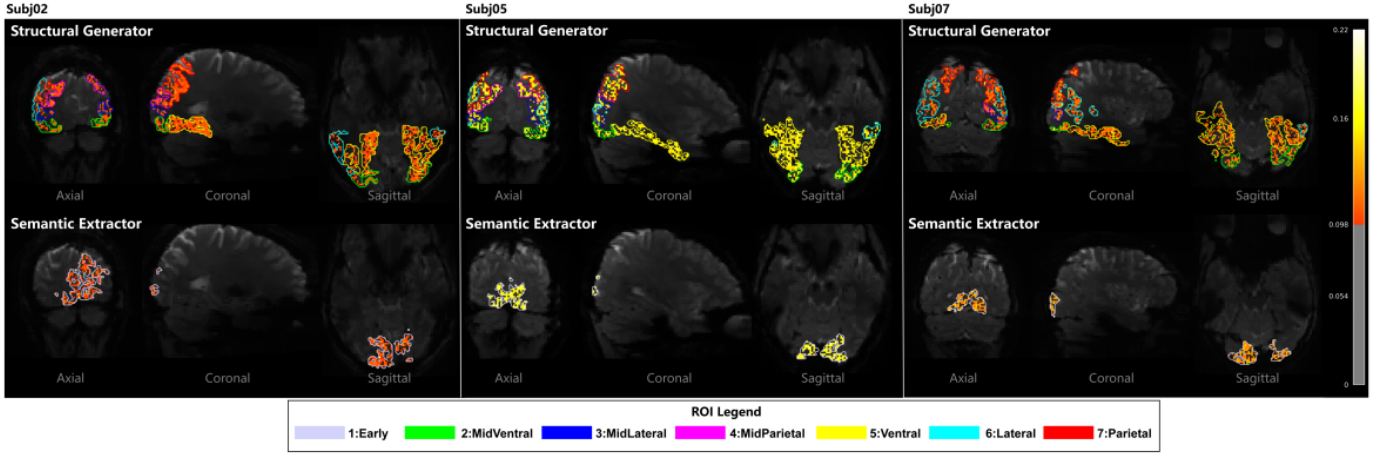 Subj02
Subj05
Subj07
Structural Generator
Structural Generator
Structural Generator
Axial
Coronal
Sagittal
Axial
Coronal
Sagittal
Axial
Coronal
Sagittal
Semantic Extractor
Semantic Extractor
Semantic Extractor
Axial
Coronal
Sagittal
Axial
Coronal
Sagittal
Axial
Coronal
Sagittal
0.22
0.16
0.098
0.054
0
ROI Legend
1:Early 2:MidVentral 3:MidLateral 4:MidParietal 5:Ventral 6:Lateral 7:Parietal